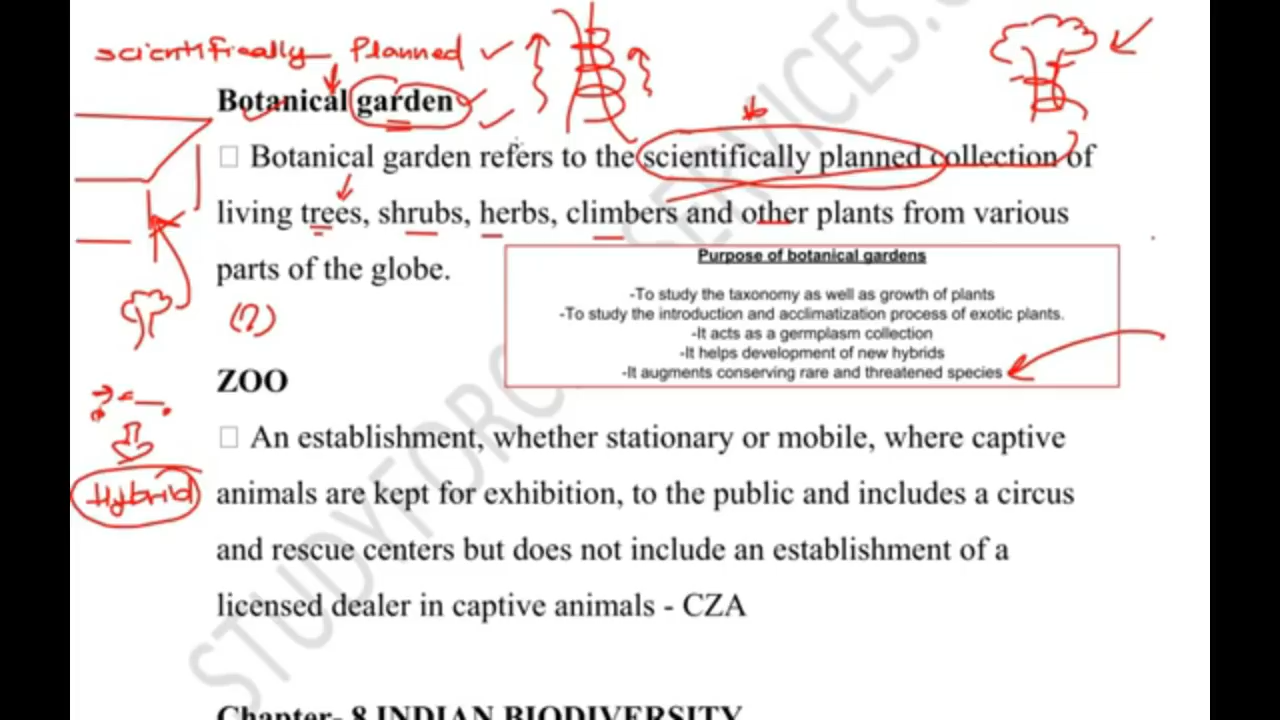 scientifically Planned
Botanical garden
Botanical garden refers to the scientifically planned collection of
living trees, shrubs, herbs, climbers and other plants from various
parts of the globe.
(?)
Purpose of botanical gardens
-To study the taxonomy as well as growth of plants
-To study the introduction and acclimatization process of exotic plants.
-It acts as a germplasm collection
-It helps development of new hybrids
-It augments conserving rare and threatened species
ZOO
An establishment, whether stationary or mobile, where captive
Hybrid
animals are kept for exhibition, to the public and includes a circus
and rescue centers but does not include an establishment of a
licensed dealer in captive animals - CZA
Chapter- 8 INDIAN BIODIVERSITY